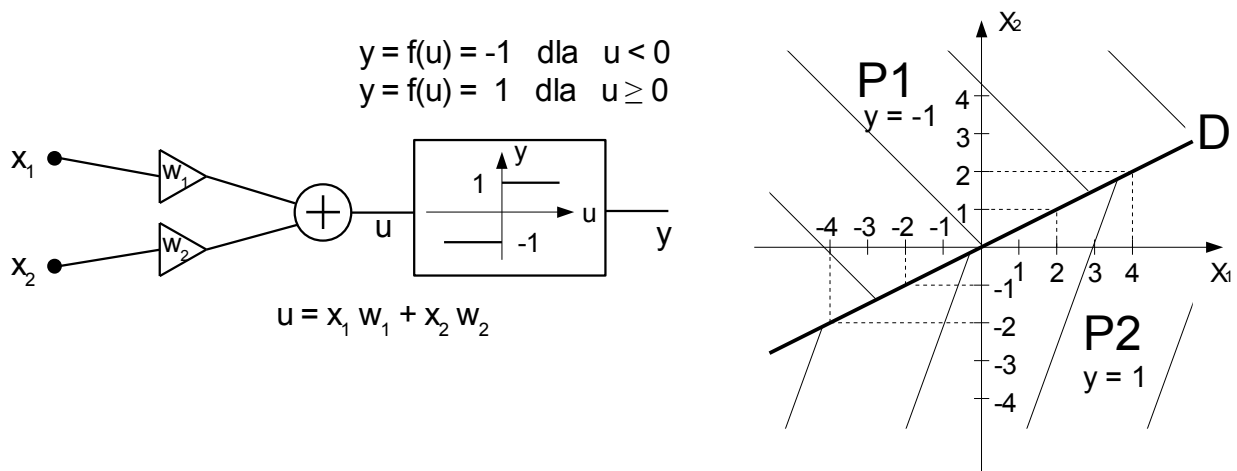 y = f(u) = -1 dla u < 0
y = f(u) = 1 dla u ≥ 0
x₁
w₁
x₂
w₂
u
y
1
u
-1
y
u = x₁ w₁ + x₂ w₂
X₂
P1
y = -1
D
4
3
2
1
-4 -3 -2 -1
1 2 3 4
X₁
-1
-2
-3
-4
P2
y = 1